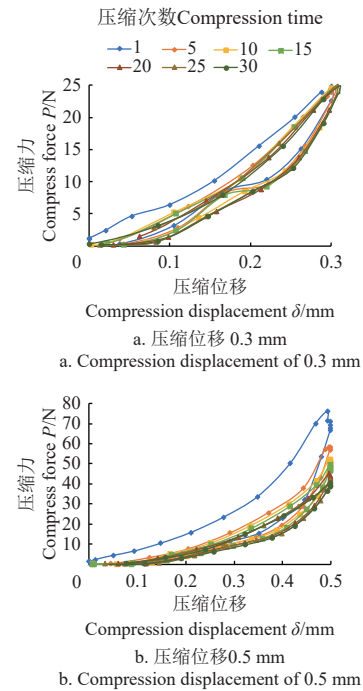 压缩次数Compression time
1 5 10 15
20 25 30
25
20
15
10
5
0 0.1 0.2 0.3
压缩力
Compress force P/N
压缩位移
Compression displacement δ/mm
a. 压缩位移 0.3 mm
a. Compression displacement of 0.3 mm
80
70
60
50
40
30
20
10
0 0.1 0.2 0.3 0.4 0.5
压缩力
Compress force P/N
压缩位移
Compression displacement δ/mm
b. 压缩位移0.5 mm
b. Compression displacement of 0.5 mm